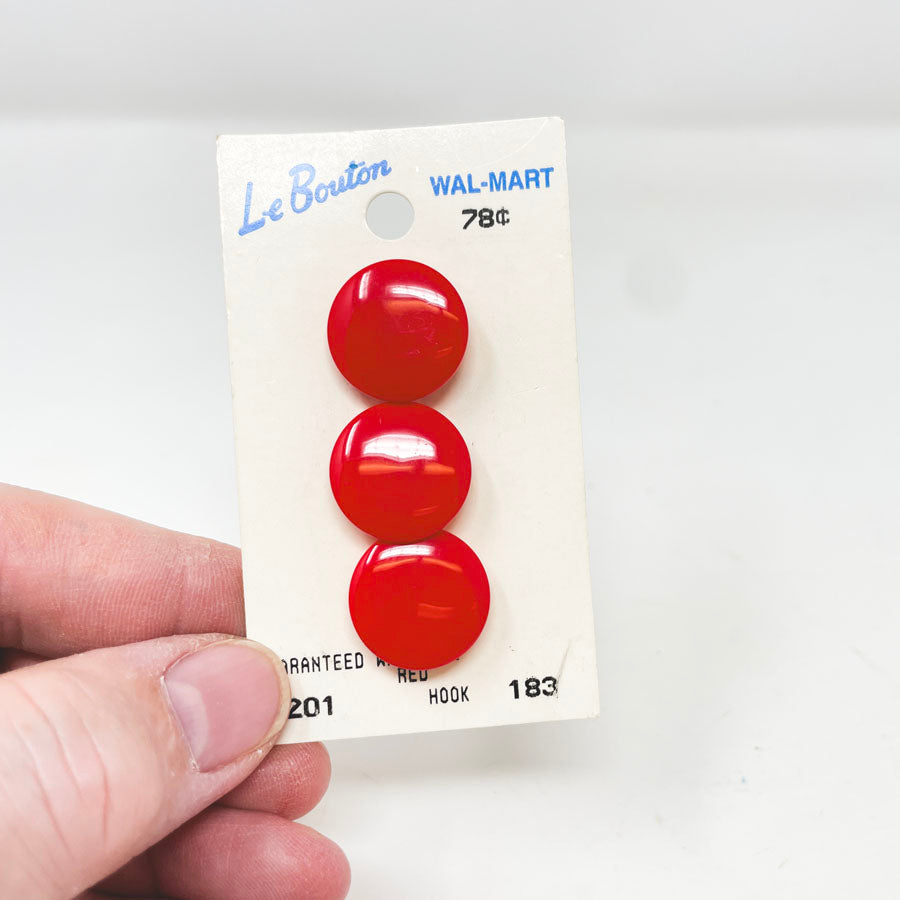 Le Bouton
WAL-MART
78¢
RED
HOOK 183
201